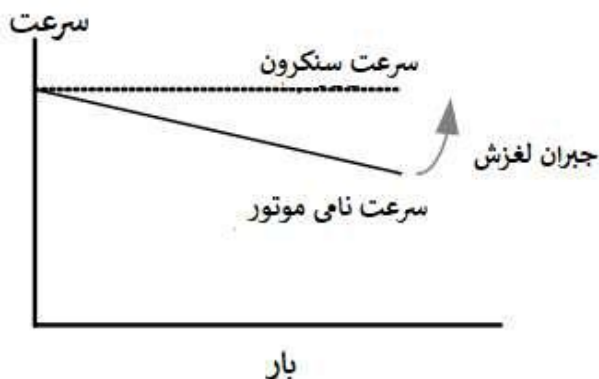 سرعت
سرعت سنکرون
جبران لغزش
سرعت نامی موتور
بار